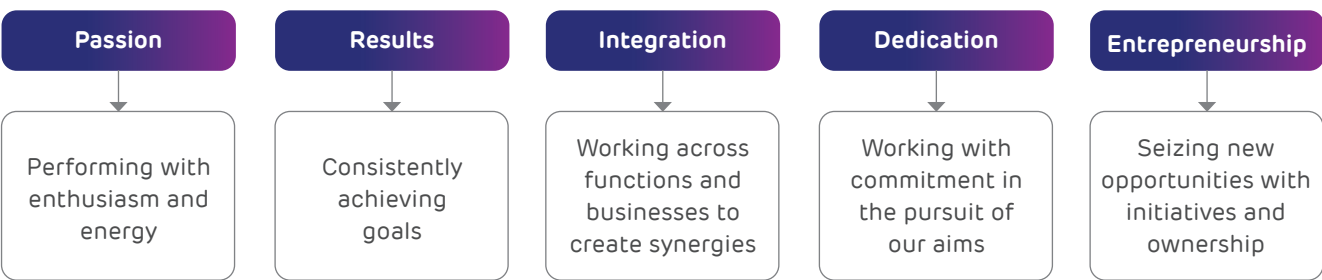 Passion
Performing with
enthusiasm and
energy
Results
Consistently
achieving
goals
Integration
Working across
functions and
businesses to
create synergies
Dedication
Working with
commitment in
the pursuit of
our aims
Entrepreneurship
Seizing new
opportunities with
initiatives and
ownership